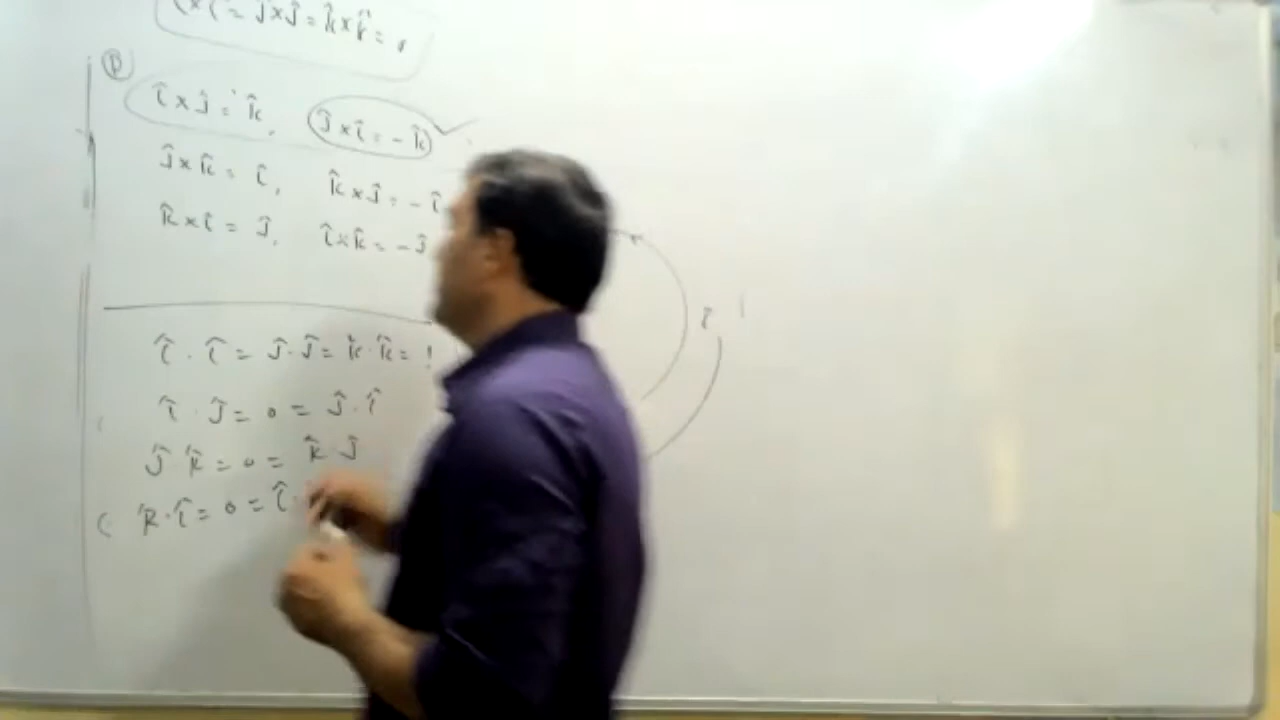 î×î = ĵ×ĵ = k̂×k̂ = 0
B
î×ĵ = k̂, ĵ×î = -k̂ ✓
ĵ×k̂ = î, k̂×ĵ = -î
k̂×î = ĵ, î×k̂ = -ĵ
î · î = ĵ · ĵ = k̂ · k̂ = 1
î · ĵ = 0 = ĵ · î
ĵ k̂ = 0 = k̂ · ĵ
k̂ · î = 0 = î ·